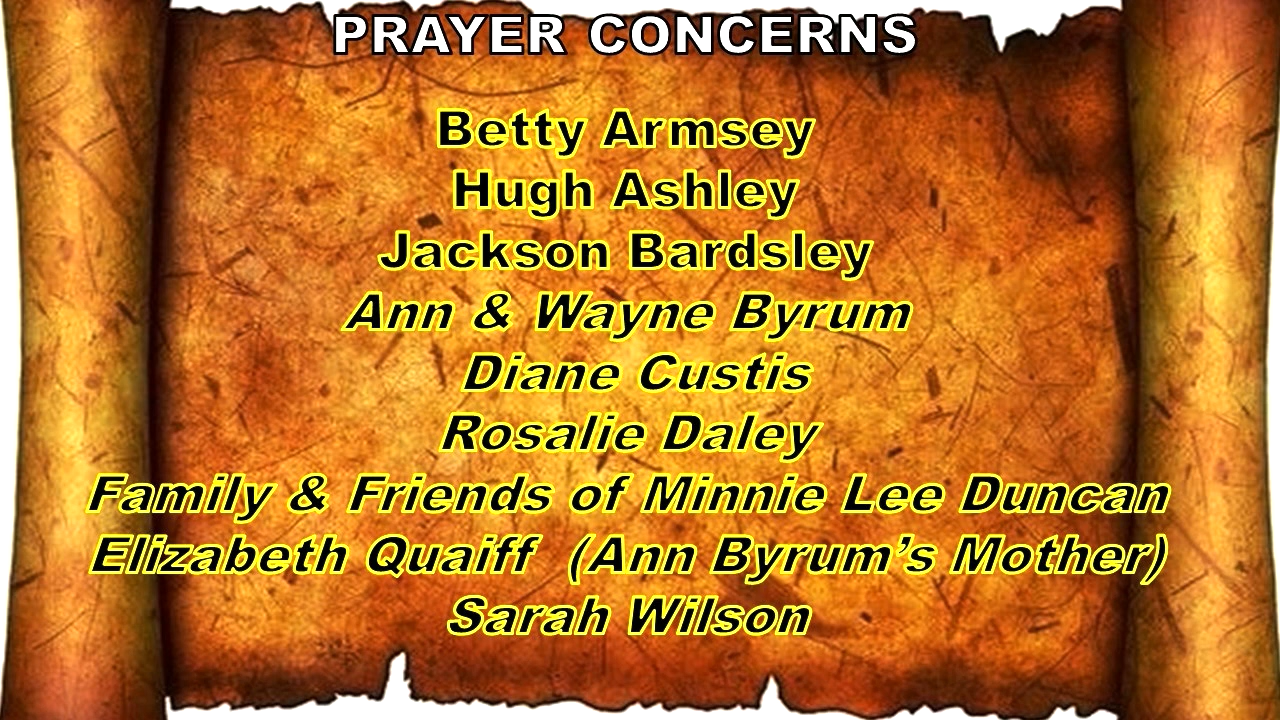 PRAYER CONCERNS
Betty Armsey
Hugh Ashley
Jackson Bardsley
Ann & Wayne Byrum
Diane Custis
Rosalie Daley
Family & Friends of Minnie Lee Duncan
Elizabeth Quaiff  (Ann Byrum’s Mother)
Sarah Wilson